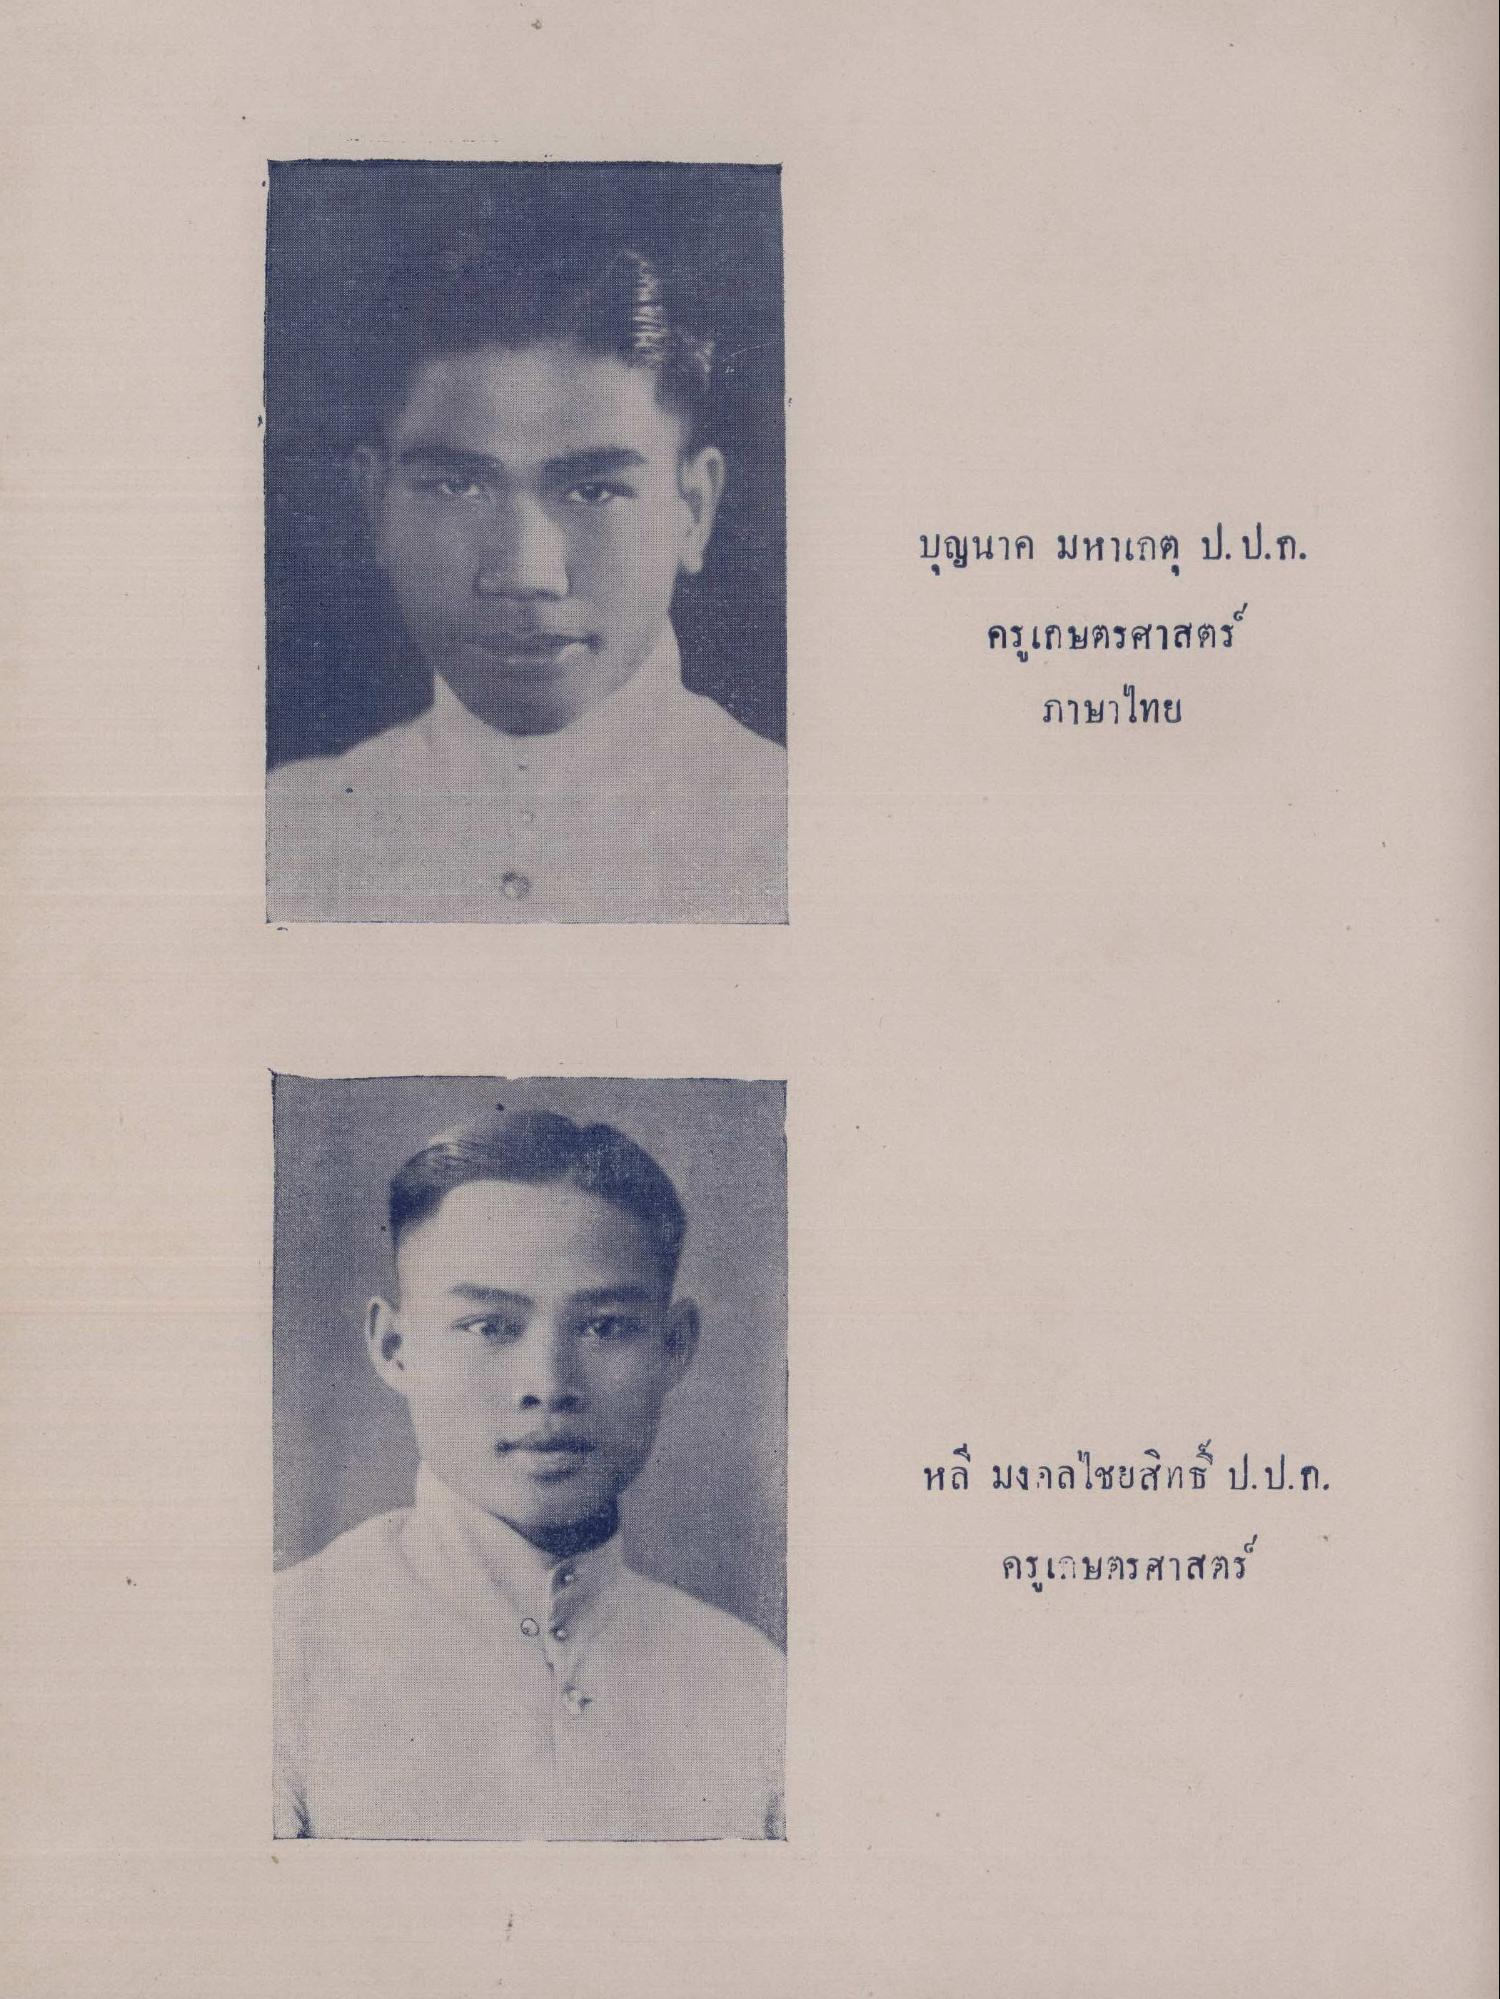 บุญนาค มหาเกตุ ป.ป.ก.
ครูเกษตรศาสตร์
ภาษาไทย
หลี มงคลไชยสิทธิ์ ป.ป.ก.
ครูเกษตรศาสตร์